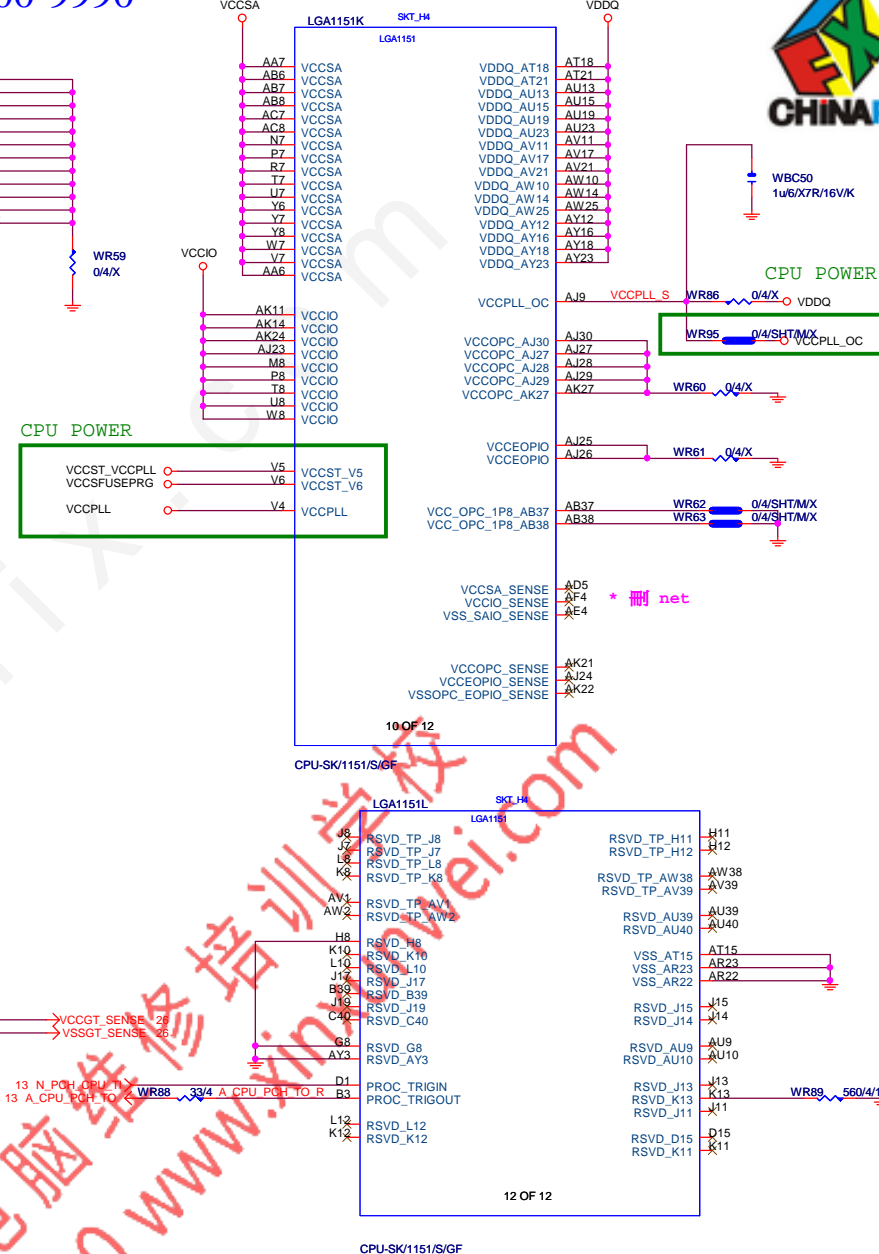 VCCSA
SKT_H4
VDDQ
LGA1151K
LGA1151
CHINA
AA7 VCCSA
AB6 VCCSA
AB7 VCCSA
AB8 VCCSA
AC7 VCCSA
AC8 VCCSA
N7 VCCSA
P7 VCCSA
R7 VCCSA
T7 VCCSA
U7 VCCSA
Y6 VCCSA
Y7 VCCSA
Y8 VCCSA
W7 VCCSA
V7 VCCSA
AA6 VCCSA
VDDQ_AT18 AT18
VDDQ_AT21 AT21
VDDQ_AU13 AU13
VDDQ_AU15 AU15
VDDQ_AU19 AU19
VDDQ_AU23 AU23
VDDQ_AV11 AV11
VDDQ_AV17 AV17
VDDQ_AV21 AV21
VDDQ_AW10 AW10
VDDQ_AW14 AW14
VDDQ_AW25 AW25
VDDQ_AY12 AY12
VDDQ_AY16 AY16
VDDQ_AY18 AY18
VDDQ_AY23 AY23
WBC50
1u/6/X7R/16V/K
WR59
0/4/X
VCCIO
AK11 VCCIO
AK14 VCCIO
AK24 VCCIO
AJ23 VCCIO
M8 VCCIO
P8 VCCIO
T8 VCCIO
U8 VCCIO
W8 VCCIO
CPU POWER
VCCPLL_OC AJ9 VCCPLL_S WR86 0/4/X VDDQ
WR95 0/4/SHT/M/X VCCPLL_OC
VCCOPC_AJ30 AJ30
VCCOPC_AJ27 AJ27
VCCOPC_AJ28 AJ28
VCCOPC_AJ29 AJ29
VCCOPC_AK27 AK27 WR60 0/4/X
CPU POWER
VCCST_VCCPLL V5 VCCST_V5
VCCSFUSEPRG V6 VCCST_V6
VCCPLL V4 VCCPLL
VCCEOPIO AJ25
VCCEOPIO AJ26 WR61 0/4/X
VCC_OPC_1P8_AB37 AB37 WR62 0/4/SHT/M/X
VCC_OPC_1P8_AB38 AB38 WR63 0/4/SHT/M/X
VCCSA_SENSE AD5
VCCIO_SENSE AF4 * net
VSS_SAIO_SENSE AE4
VCCOPC_SENSE AK21
VCCEOPIO_SENSE AJ24
VSSOPC_EOPIO_SENSE AK22
10 OF 12
CPU-SK/1151/S/GF
LGA1151L
SKT_H4
LGA1151
J8 RSVD_TP_J8
J7 RSVD_TP_J7
L8 RSVD_TP_L8
K8 RSVD_TP_K8
AV1 RSVD_TP_AV1
AW2 RSVD_TP_AW2
H8 RSVD_H8
K10 RSVD_K10
L10 RSVD_L10
J17 RSVD_J17
B39 RSVD_B39
J19 RSVD_J19
C40 RSVD_C40
G8 RSVD_G8
AY3 RSVD_AY3
D1 PROC_TRIGIN
B3 PROC_TRIGOUT
L12 RSVD_L12
K12 RSVD_K12
RSVD_TP_H11 H11
RSVD_TP_H12 H12
RSVD_TP_AW38 AW38
RSVD_TP_AV39 AV39
RSVD_AU39 AU39
RSVD_AU40 AU40
VSS_AT15 AT15
VSS_AR23 AR23
VSS_AR22 AR22
RSVD_J15 J15
RSVD_J14 J14
RSVD_AU9 AU9
RSVD_AU10 AU10
RSVD_J13 J13
RSVD_K13 K13 WR89
RSVD_J11 J11
RSVD_D15 D15
RSVD_K11 K11
VCCGT_SENSE 26
VSSGT_SENSE 26
13 N_PCH_CPU_TI
13 A_CPU_PCH_TO WR88 33/4 A_CPU_PCH_TO_R
12 OF 12
CPU-SK/1151/S/GF
电脑维修培训学校
www.xinxunwei.com